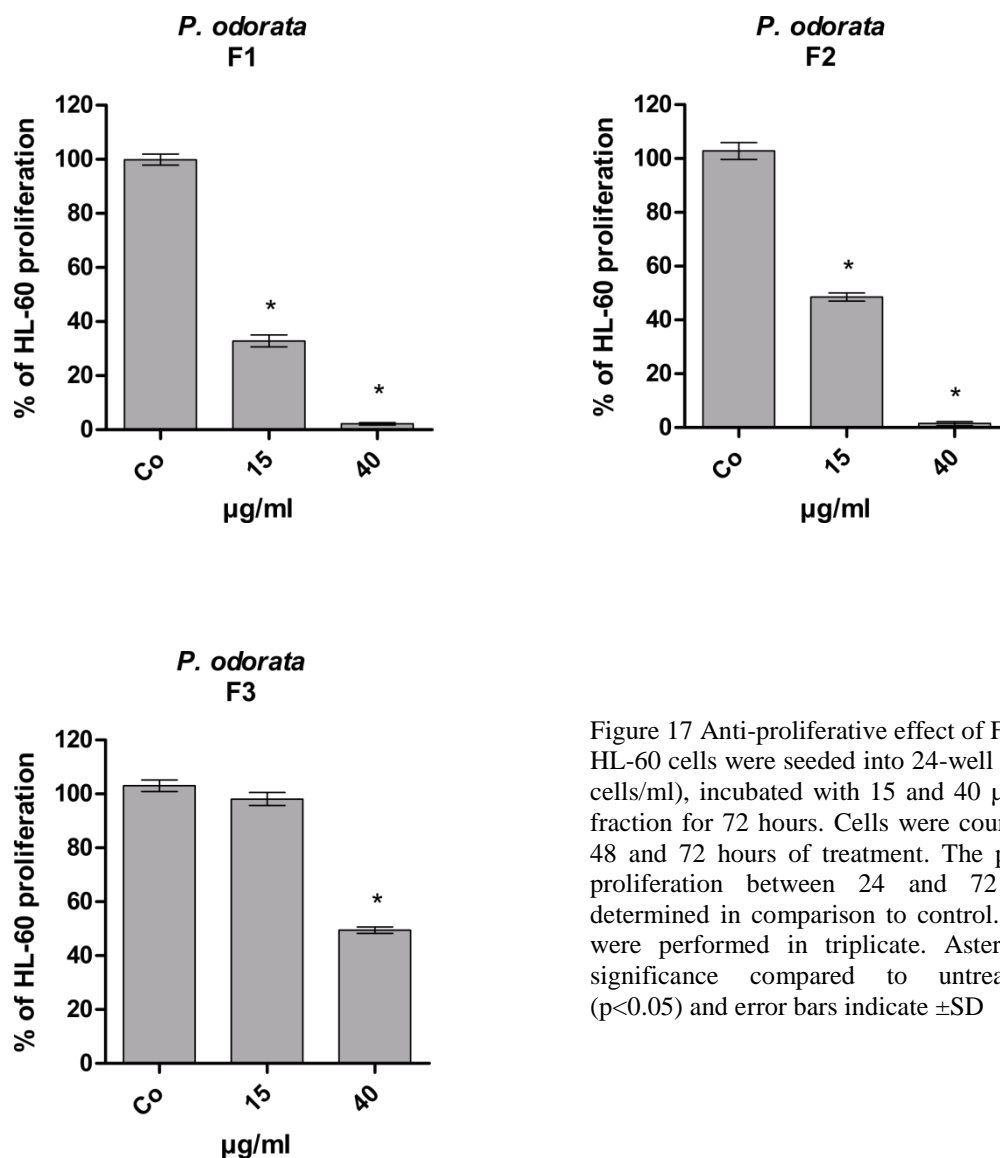 P. odorata
F1
% of HL-60 proliferation
120
100
80
60
40
20
0
*
*
Co
15
40
µg/ml
P. odorata
F2
% of HL-60 proliferation
120
100
80
60
40
20
0
*
*
Co
15
40
µg/ml
P. odorata
F3
% of HL-60 proliferation
120
100
80
60
40
20
0
*
Co
15
40
µg/ml
Figure 17 Anti-proliferative effect of
HL-60 cells were seeded into 24-well
cells/ml), incubated with 15 and 40
fraction for 72 hours. Cells were
48 and 72 hours of treatment. The
proliferation between 24 and 72
determined in comparison to control.
were performed in triplicate.
significance compared to
(p<0.05) and error bars indicate ±SD